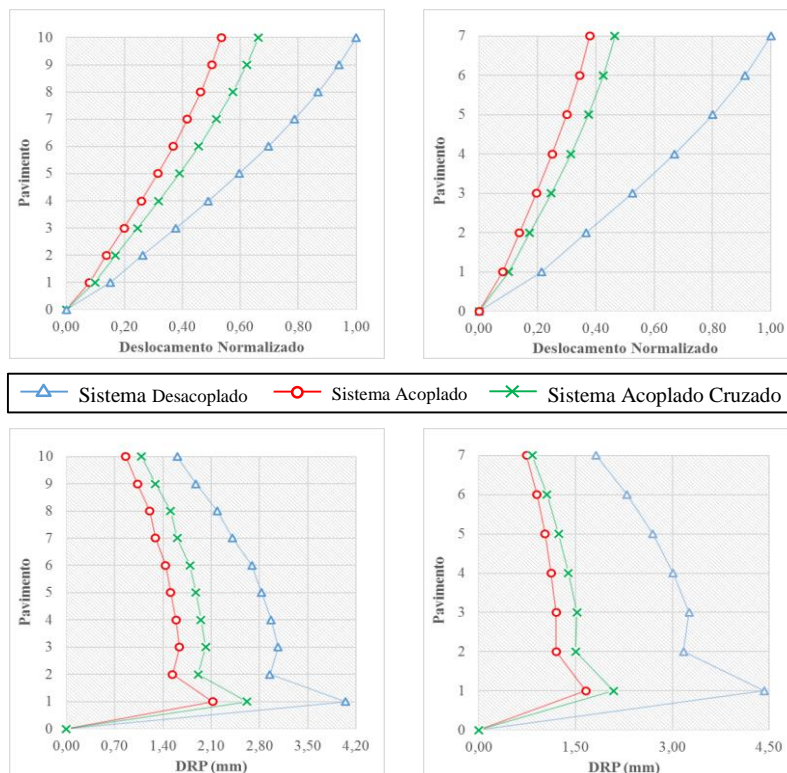 10
9
8
7
6
5
4
3
2
1
0
Pavimento
0,00 0,20 0,40 0,60 0,80 1,00
Deslocamento Normalizado
7
6
5
4
3
2
1
0
Pavimento
0,00 0,20 0,40 0,60 0,80 1,00
Deslocamento Normalizado
Sistema Desacoplado Sistema Acoplado Sistema Acoplado Cruzado
10
9
8
7
6
5
4
3
2
1
0
Pavimento
0,00 0,70 1,40 2,10 2,80 3,50 4,20
DRP (mm)
7
6
5
4
3
2
1
0
Pavimento
0,00 1,50 3,00 4,50
DRP (mm)